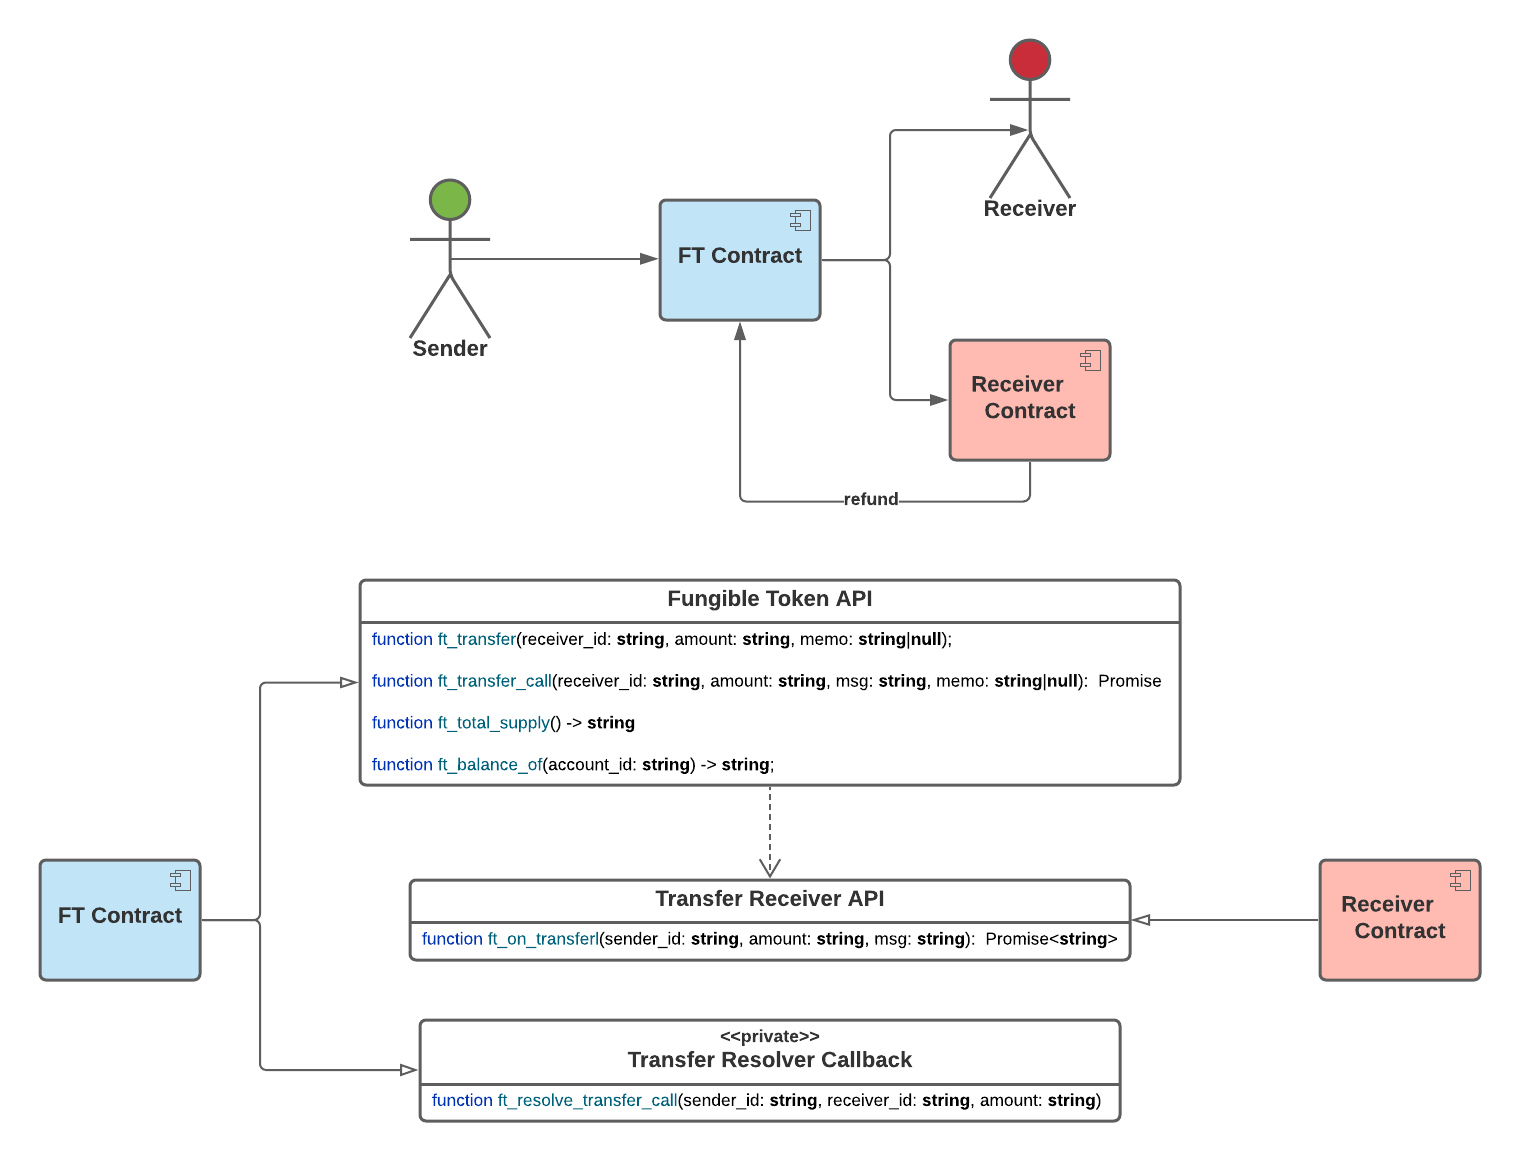 Receiver
Sender
FT Contract
Receiver
Contract
refund
Fungible Token API
function ft_transfer(receiver_id: string, amount: string, memo: string|null);
function ft_transfer_call(receiver_id: string, amount: string, msg: string, memo: string|null):  Promise
function ft_total_supply() -> string
function ft_balance_of(account_id: string) -> string;
FT Contract
Transfer Receiver API
function ft_on_transferl(sender_id: string, amount: string, msg: string):  Promise<string>
Receiver
Contract
<<private>>
Transfer Resolver Callback
function ft_resolve_transfer_call(sender_id: string, receiver_id: string, amount: string)